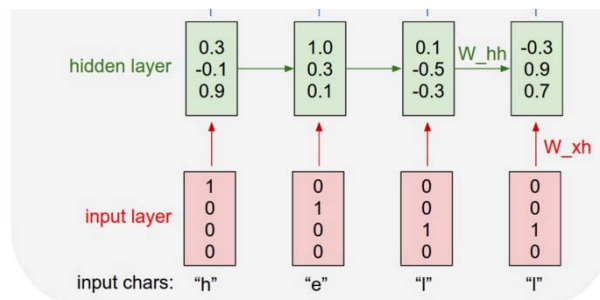 0.3 1.0 0.1 -0.3
hidden layer -0.1 0.3 -0.5 W_hh 0.9
0.9 0.1 -0.3 0.7
W_xh
1 0 0 0
0 1 0 0
input layer 0 0 1 1
0 0 0 0
input chars: “h” “e” “l” “l”